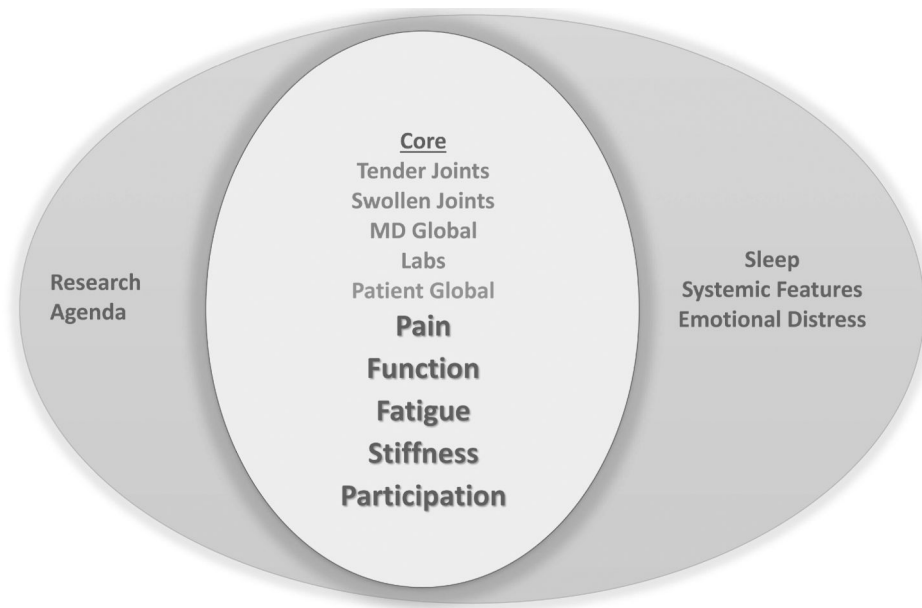 Core
Tender Joints
Swollen Joints
MD Global
Labs
Patient Global
Pain
Function
Fatigue
Stiffness
Participation
Research
Agenda
Sleep
Systemic Features
Emotional Distress